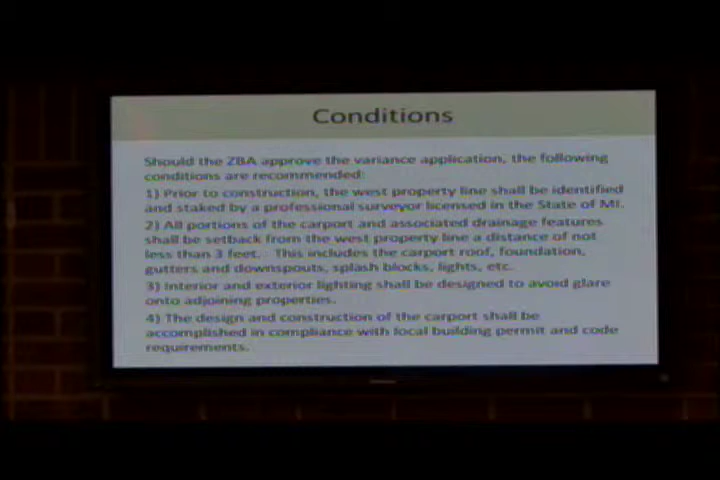 Conditions
Should the ZBA approve the variance application, the following
conditions are recommended:
1) Prior to construction, the west property line shall be identified
and staked by a professional surveyor licensed in the State of MI.
2) All portions of the carport and associated drainage features
shall be setback from the west property line a distance of not
less than 3 feet. This includes the carport roof, foundation,
gutters and downspouts, splash blocks, lights, etc.
3) Interior and exterior lighting shall be designed to avoid glare
onto adjoining properties.
4) The design and construction of the carport shall be
accomplished in compliance with local building permit and code
requirements.